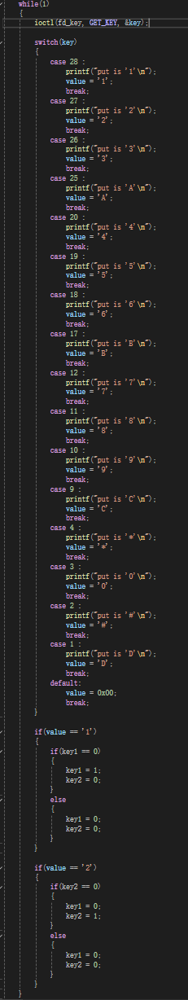 while(1)
{
    ioctl(fd_key, GET_KEY, &key);

    switch(key)
    {
        case 28 :
            printf("put is '1'\n");
            value = '1';
            break;
        case 27 :
            printf("put is '2'\n");
            value = '2';
            break;
        case 26 :
            printf("put is '3'\n");
            value = '3';
            break;
        case 25 :
            printf("put is 'A'\n");
            value = 'A';
            break;
        case 20 :
            printf("put is '4'\n");
            value = '4';
            break;
        case 19 :
            printf("put is '5'\n");
            value = '5';
            break;
        case 18 :
            printf("put is '6'\n");
            value = '6';
            break;
        case 17 :
            printf("put is 'B'\n");
            value = 'B';
            break;
        case 12 :
            printf("put is '7'\n");
            value = '7';
            break;
        case 11 :
            printf("put is '8'\n");
            value = '8';
            break;
        case 10 :
            printf("put is '9'\n");
            value = '9';
            break;
        case 9 :
            printf("put is 'C'\n");
            value = 'C';
            break;
        case 4 :
            printf("put is '*'\n");
            value = '*';
            break;
        case 3 :
            printf("put is '0'\n");
            value = '0';
            break;
        case 2 :
            printf("put is '#'\n");
            value = '#';
            break;
        case 1 :
            printf("put is 'D'\n");
            value = 'D';
            break;
        default:
            value = 0x00;
            break;
    }

    if(value == '1')
    {
        if(key1 == 0)
        {
            key1 = 1;
            key2 = 0;
        }
        else
        {
            key1 = 0;
            key2 = 0;
        }
    }

    if(value == '2')
    {
        if(key2 == 0)
        {
            key1 = 0;
            key2 = 1;
        }
        else
        {
            key1 = 0;
            key2 = 0;
        }
    }
}